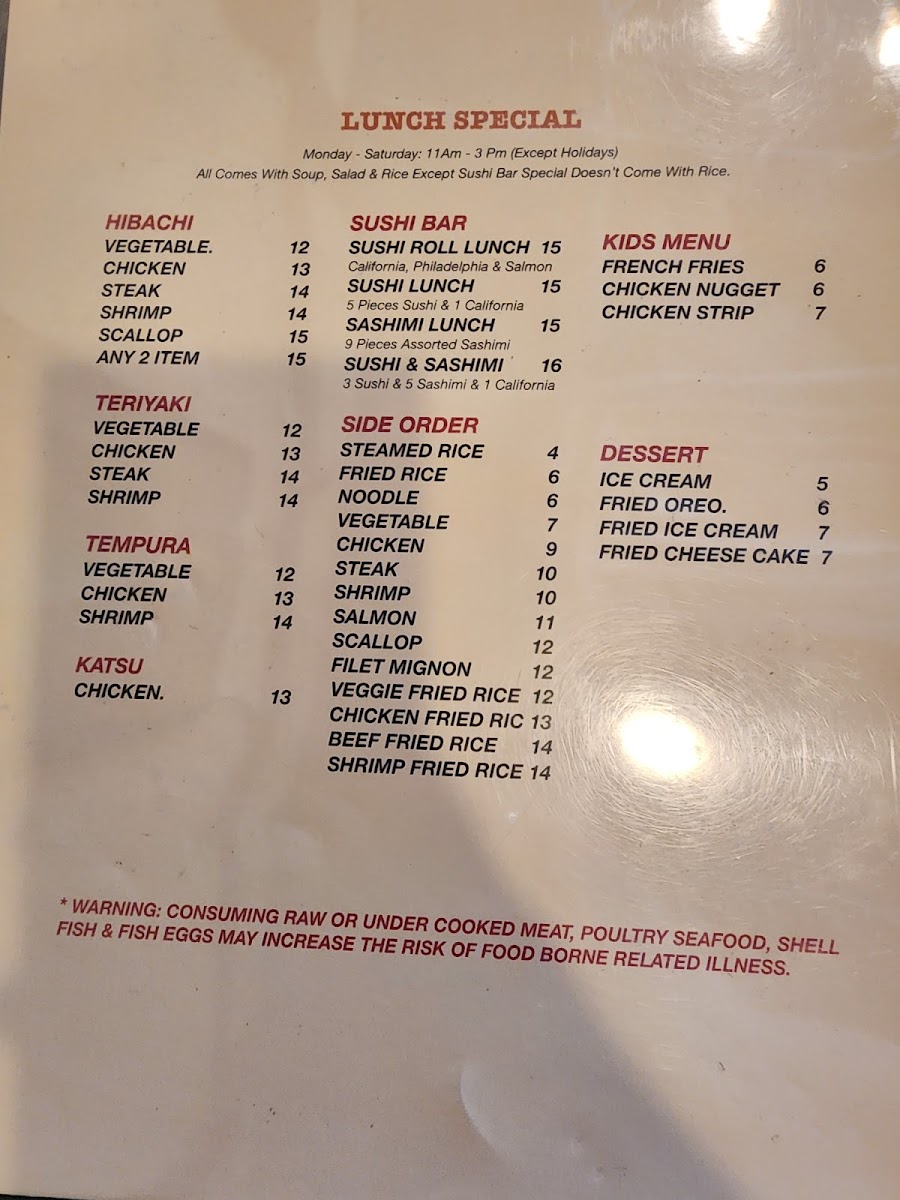 LUNCH SPECIAL
Monday - Saturday: 11Am - 3 Pm (Except Holidays)
All Comes With Soup, Salad & Rice Except Sushi Bar Special Doesn't Come With Rice.
HIBACHI
VEGETABLE. 12
CHICKEN 13
STEAK 14
SHRIMP 14
SCALLOP 15
ANY 2 ITEM 15
TERIYAKI
VEGETABLE 12
CHICKEN 13
STEAK 14
SHRIMP 14
TEMPURA
VEGETABLE 12
CHICKEN 13
SHRIMP 14
KATSU
CHICKEN. 13
SUSHI BAR
SUSHI ROLL LUNCH 15
California, Philadelphia & Salmon
SUSHI LUNCH 15
5 Pieces Sushi & 1 California
SASHIMI LUNCH 15
9 Pieces Assorted Sashimi
SUSHI & SASHIMI 16
3 Sushi & 5 Sashimi & 1 California
SIDE ORDER
STEAMED RICE 4
FRIED RICE 6
NOODLE 6
VEGETABLE 7
CHICKEN 9
STEAK 10
SHRIMP 10
SALMON 11
SCALLOP 12
FILET MIGNON 12
VEGGIE FRIED RICE 12
CHICKEN FRIED RIC 13
BEEF FRIED RICE 14
SHRIMP FRIED RICE 14
KIDS MENU
FRENCH FRIES 6
CHICKEN NUGGET 6
CHICKEN STRIP 7
DESSERT
ICE CREAM 5
FRIED OREO. 6
FRIED ICE CREAM 7
FRIED CHEESE CAKE 7
* WARNING: CONSUMING RAW OR UNDER COOKED MEAT, POULTRY SEAFOOD, SHELL
FISH & FISH EGGS MAY INCREASE THE RISK OF FOOD BORNE RELATED ILLNESS.